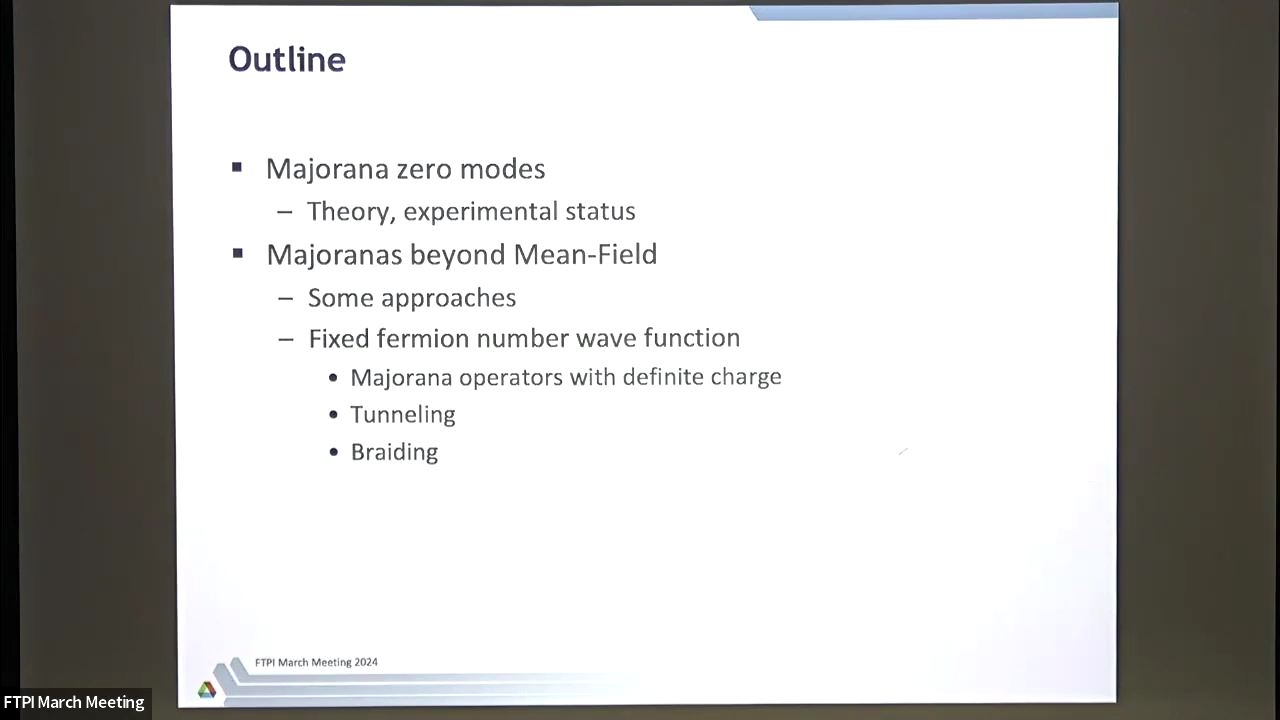 Outline
▪ Majorana zero modes
– Theory, experimental status
▪ Majoranas beyond Mean-Field
– Some approaches
– Fixed fermion number wave function
• Majorana operators with definite charge
• Tunneling
• Braiding
FTPI March Meeting 2024
FTPI March Meeting